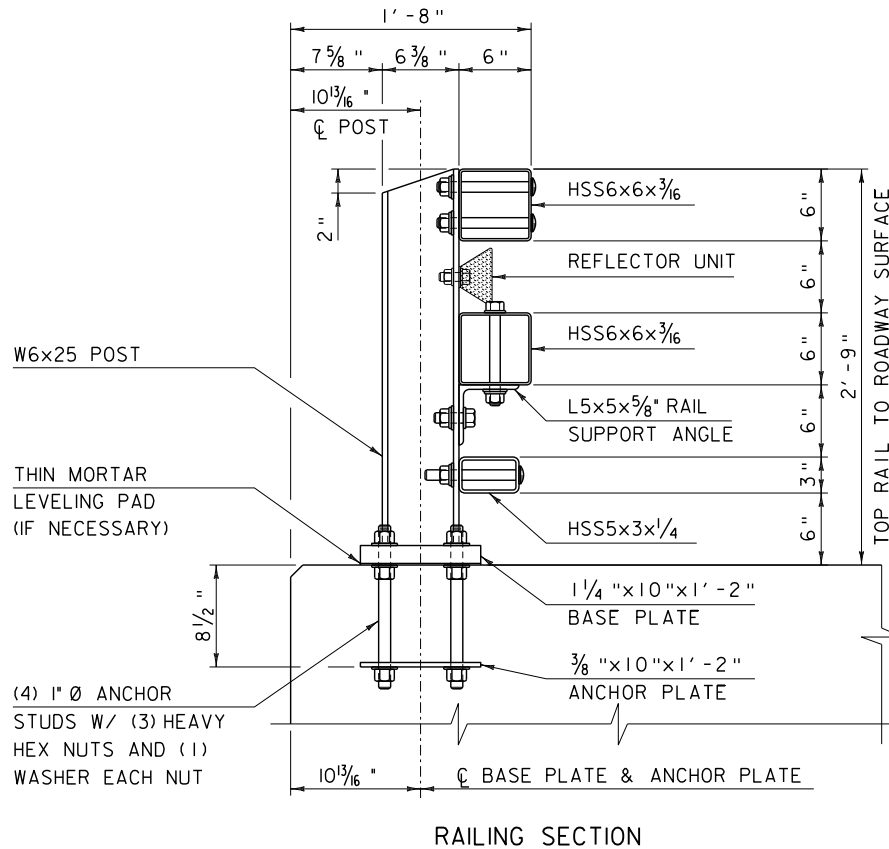 1'-8"
7 5/8" 6 3/8" 6"
10 13/16"
℄ POST
HSS6x6x3/16
6"
2"
REFLECTOR UNIT
6"
HSS6x6x3/16
6"
W6x25 POST
2'-9"
TOP RAIL TO ROADWAY SURFACE
L5x5x5/8" RAIL
SUPPORT ANGLE
6"
THIN MORTAR
LEVELING PAD
(IF NECESSARY)
3"
HSS5x3x1/4
6"
1 1/4"x10"x1'-2"
BASE PLATE
8 1/2"
3/8"x10"x1'-2"
ANCHOR PLATE
(4) 1" Ø ANCHOR
STUDS W/ (3) HEAVY
HEX NUTS AND (1)
WASHER EACH NUT
10 13/16"
℄ BASE PLATE & ANCHOR PLATE
RAILING SECTION